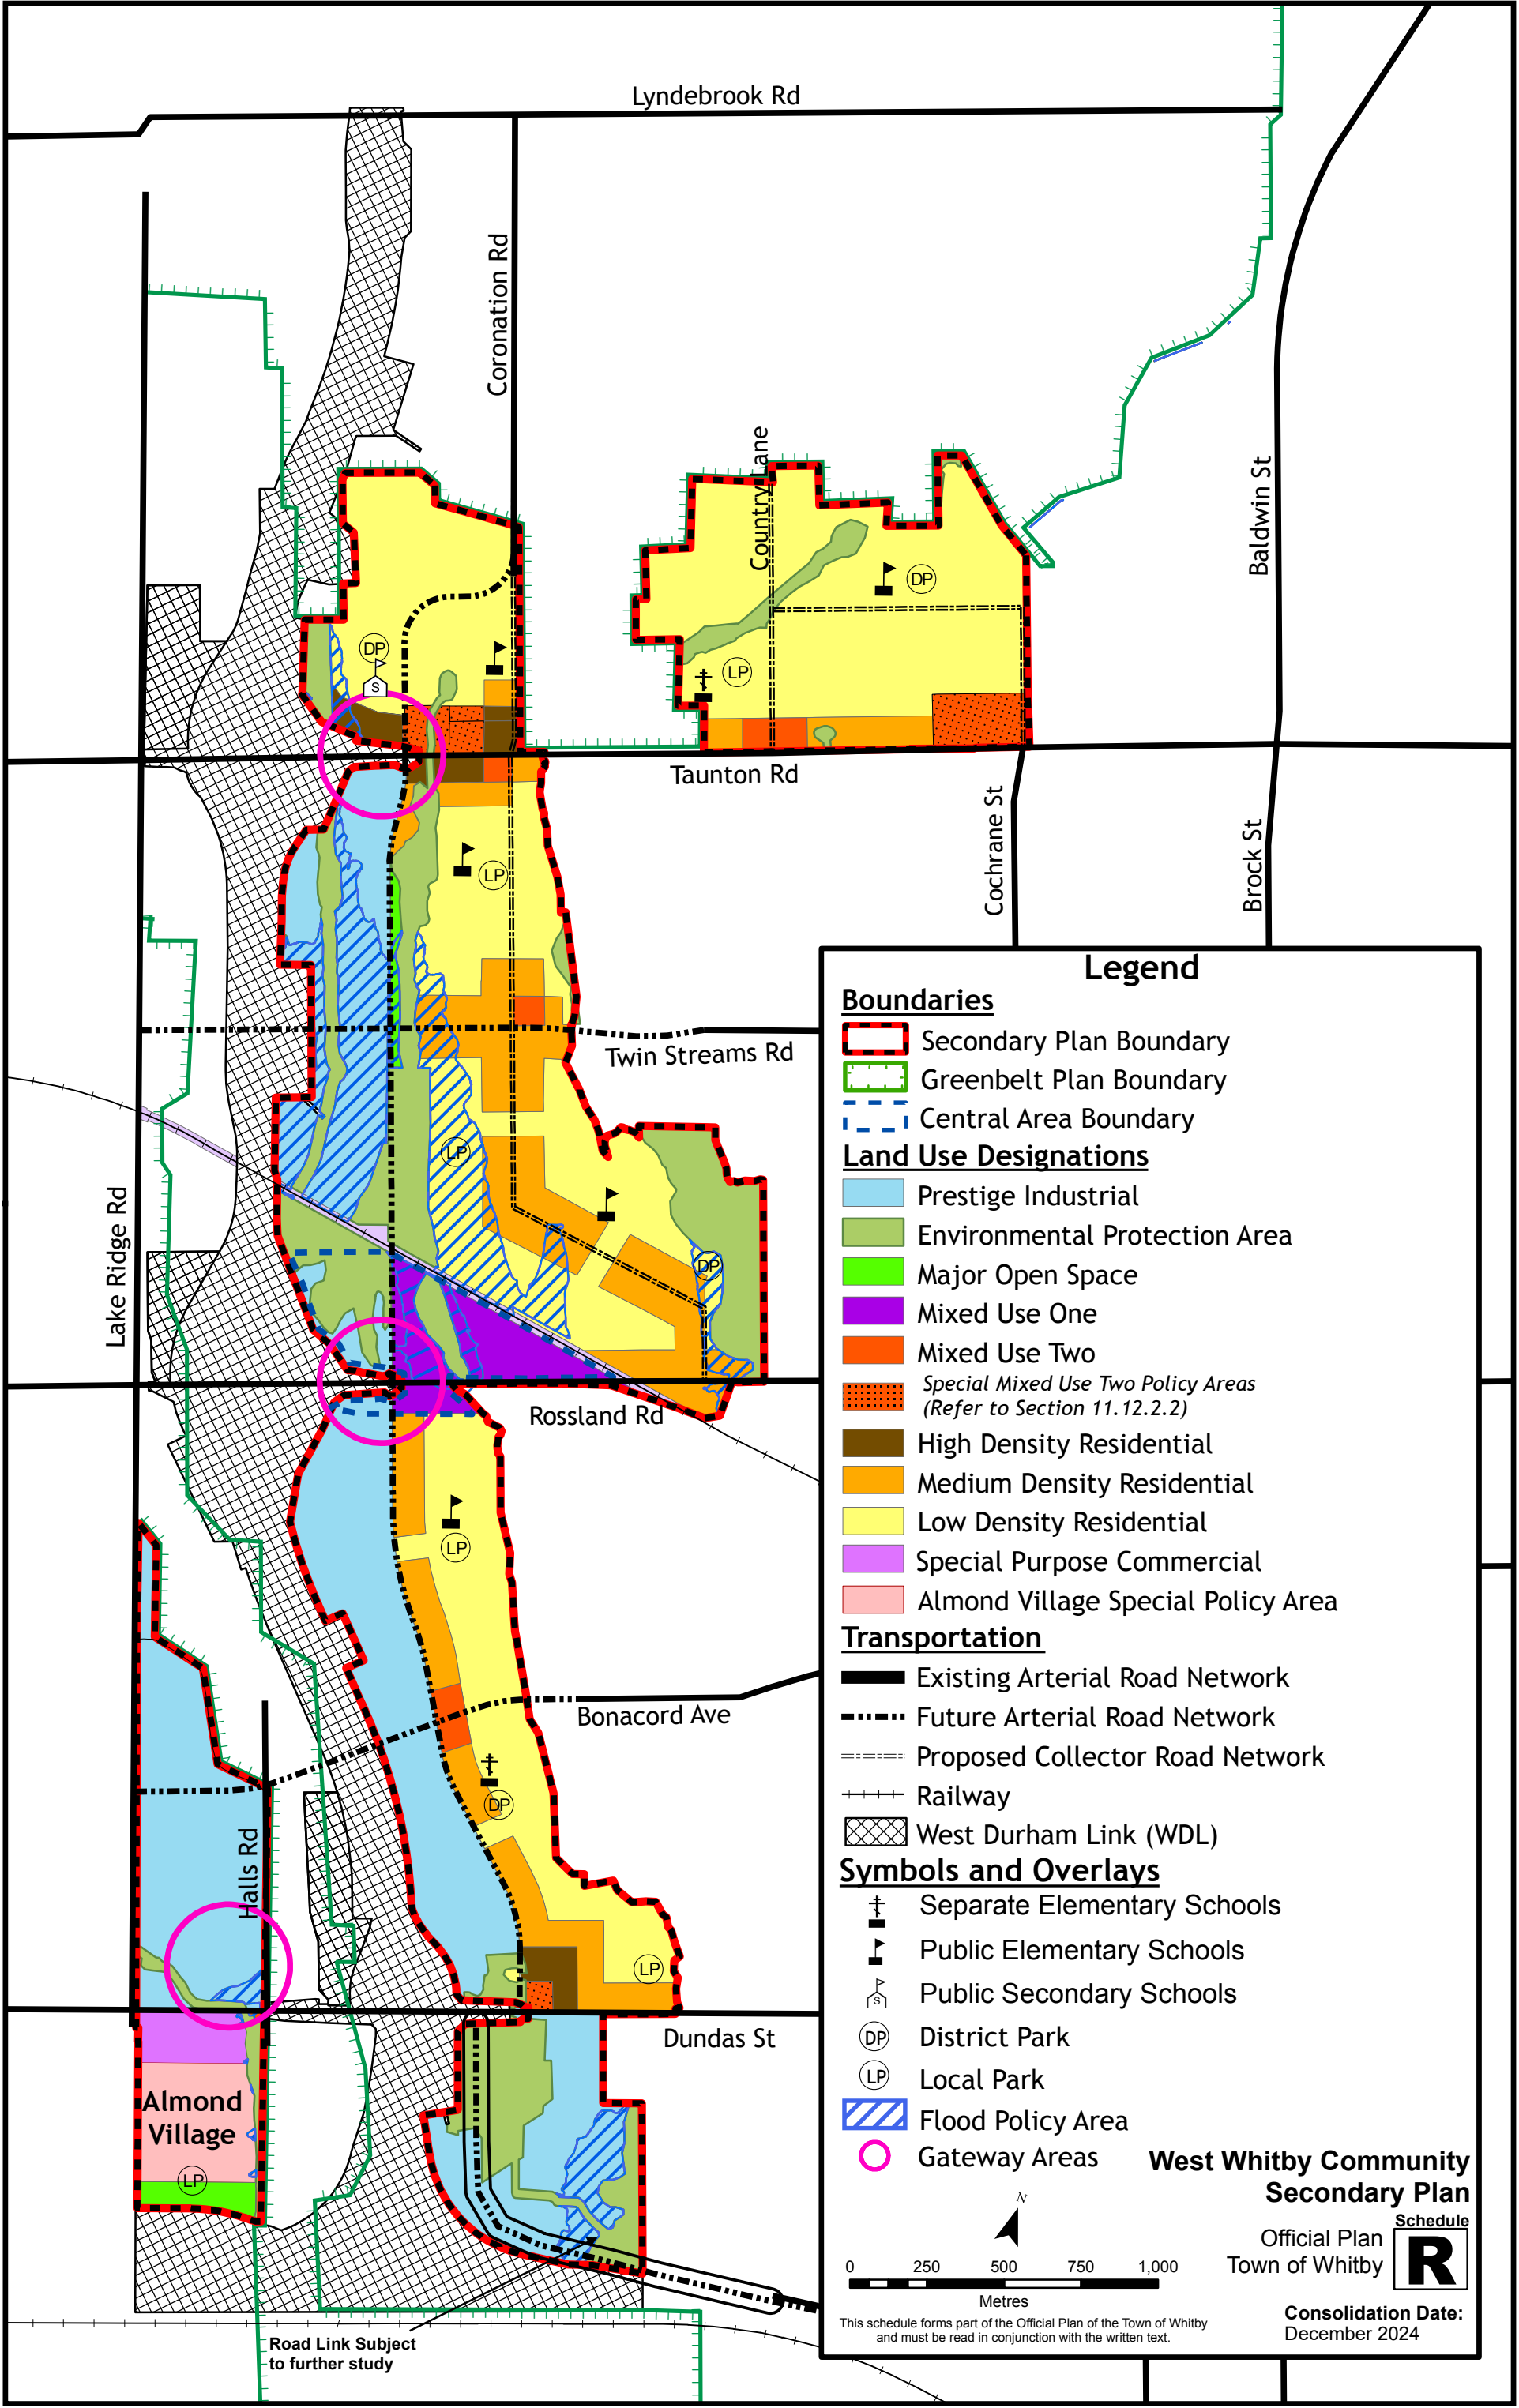 Lyndebrook Rd
Coronation Rd
Country Lane
Baldwin St
DP
DP
LP
S
Taunton Rd
Cochrane St
Brock St
LP
Twin Streams Rd
LP
Lake Ridge Rd
DP
Rossland Rd
LP
Bonacord Ave
DP
Halls Rd
LP
Dundas St
Almond
Village
LP
Road Link Subject
to further study
Legend
Boundaries
Secondary Plan Boundary
Greenbelt Plan Boundary
Central Area Boundary
Land Use Designations
Prestige Industrial
Environmental Protection Area
Major Open Space
Mixed Use One
Mixed Use Two
Special Mixed Use Two Policy Areas
(Refer to Section 11.12.2.2)
High Density Residential
Medium Density Residential
Low Density Residential
Special Purpose Commercial
Almond Village Special Policy Area
Transportation
Existing Arterial Road Network
Future Arterial Road Network
Proposed Collector Road Network
Railway
West Durham Link (WDL)
Symbols and Overlays
Separate Elementary Schools
Public Elementary Schools
S Public Secondary Schools
DP District Park
LP Local Park
Flood Policy Area
Gateway Areas
West Whitby Community
Secondary Plan
Official Plan
Town of Whitby
Schedule
R
N
0 250 500 750 1,000
Metres
This schedule forms part of the Official Plan of the Town of Whitby
and must be read in conjunction with the written text.
Consolidation Date:
December 2024